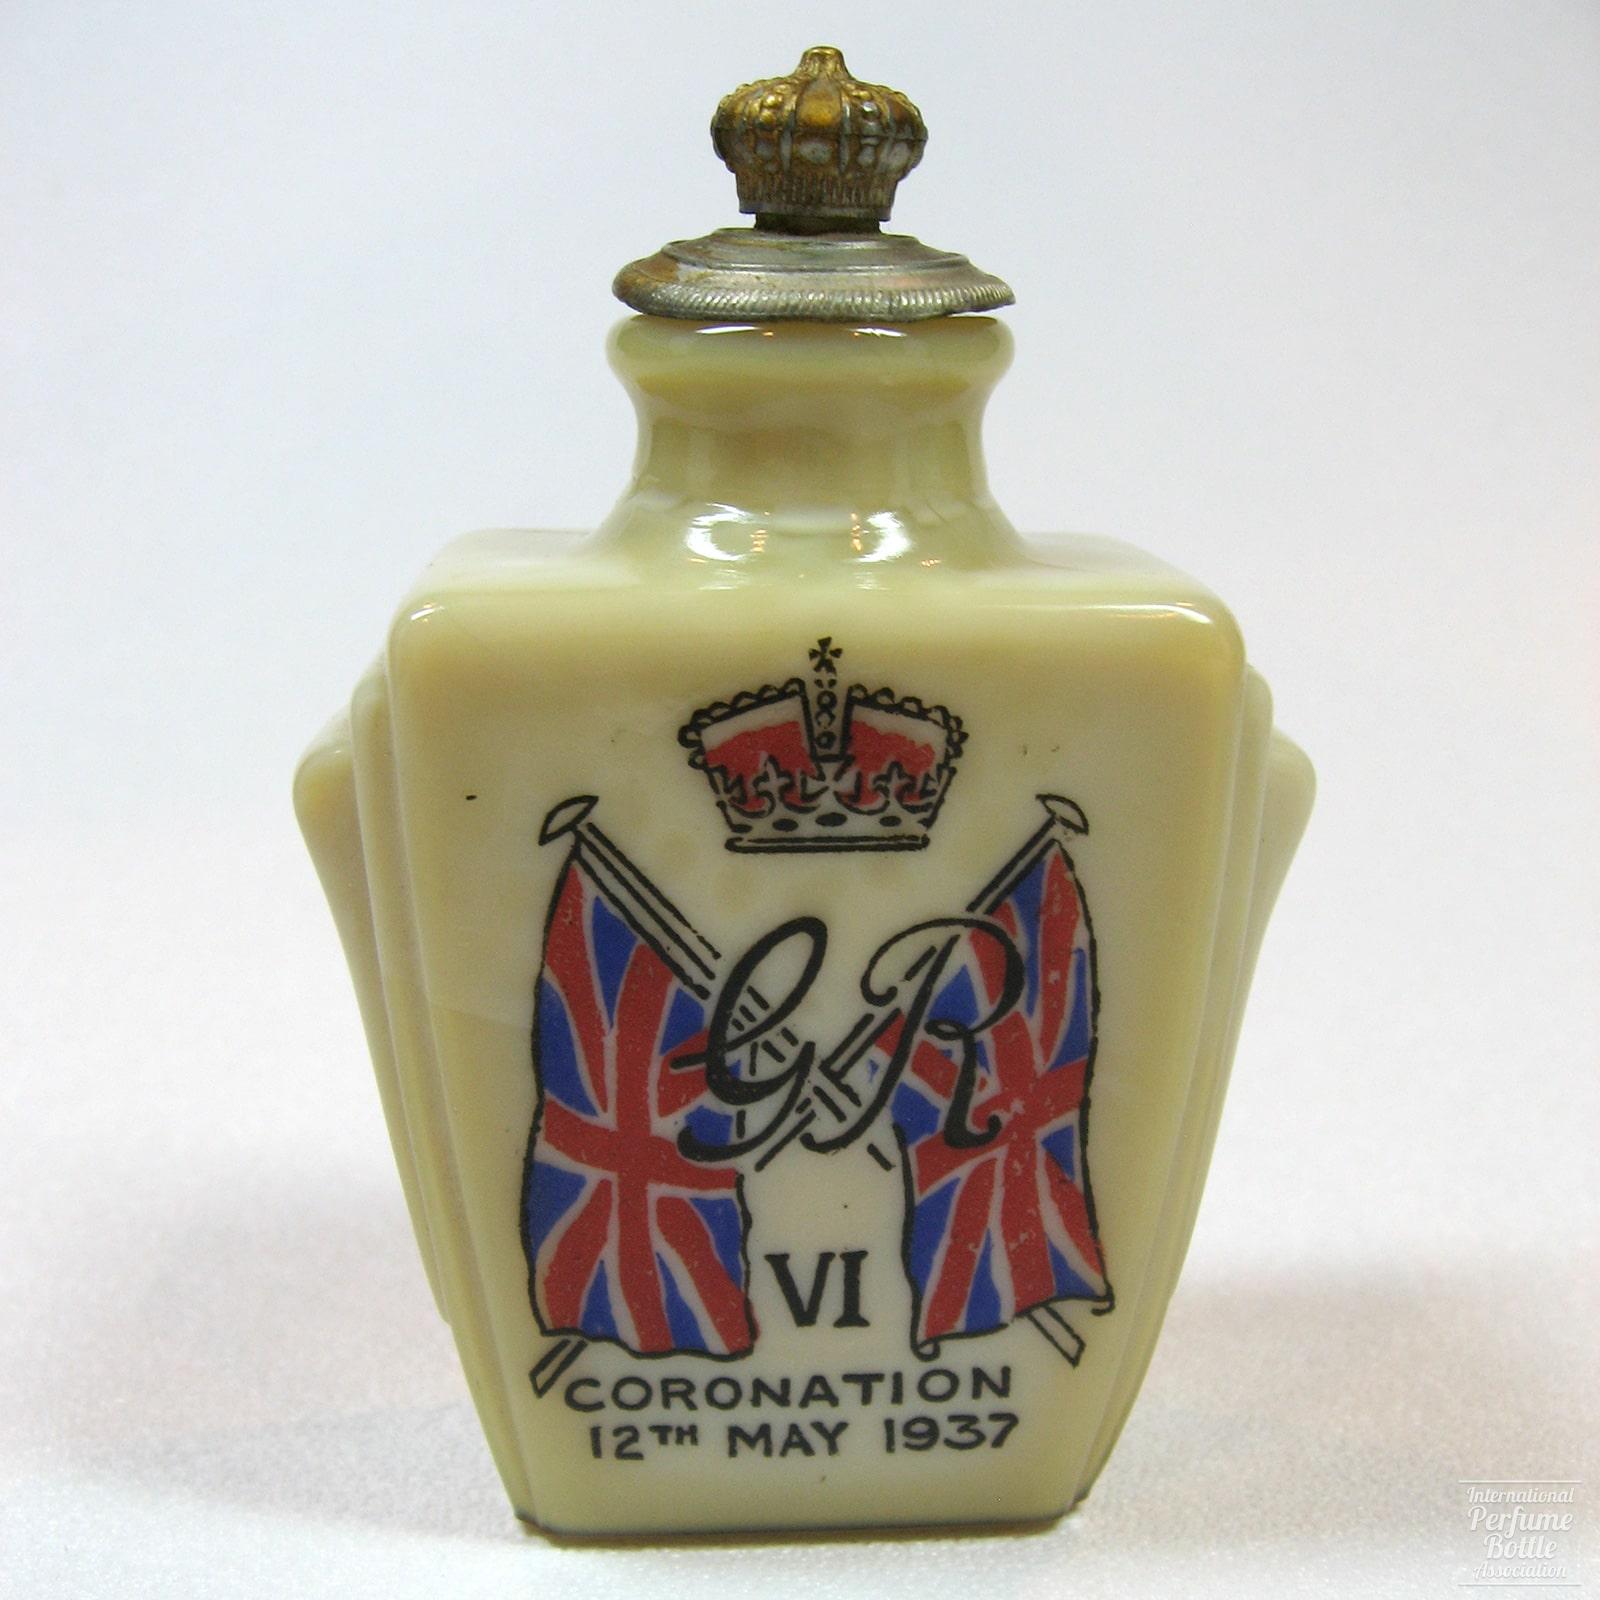 GR
VI
CORONATION
12TH MAY 1937
International
Perfume
Bottle
Association